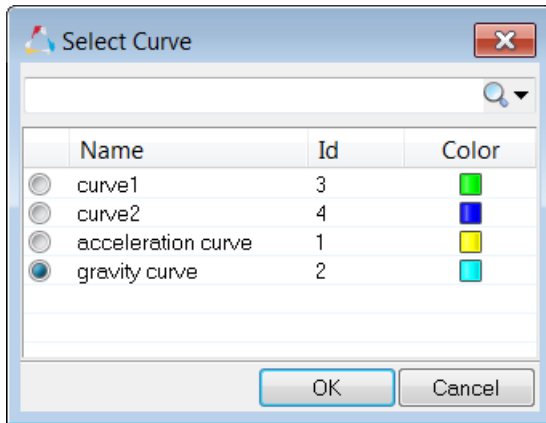 Select Curve
Name Id Color
curve1 3
curve2 4
acceleration curve 1
gravity curve 2
OK Cancel